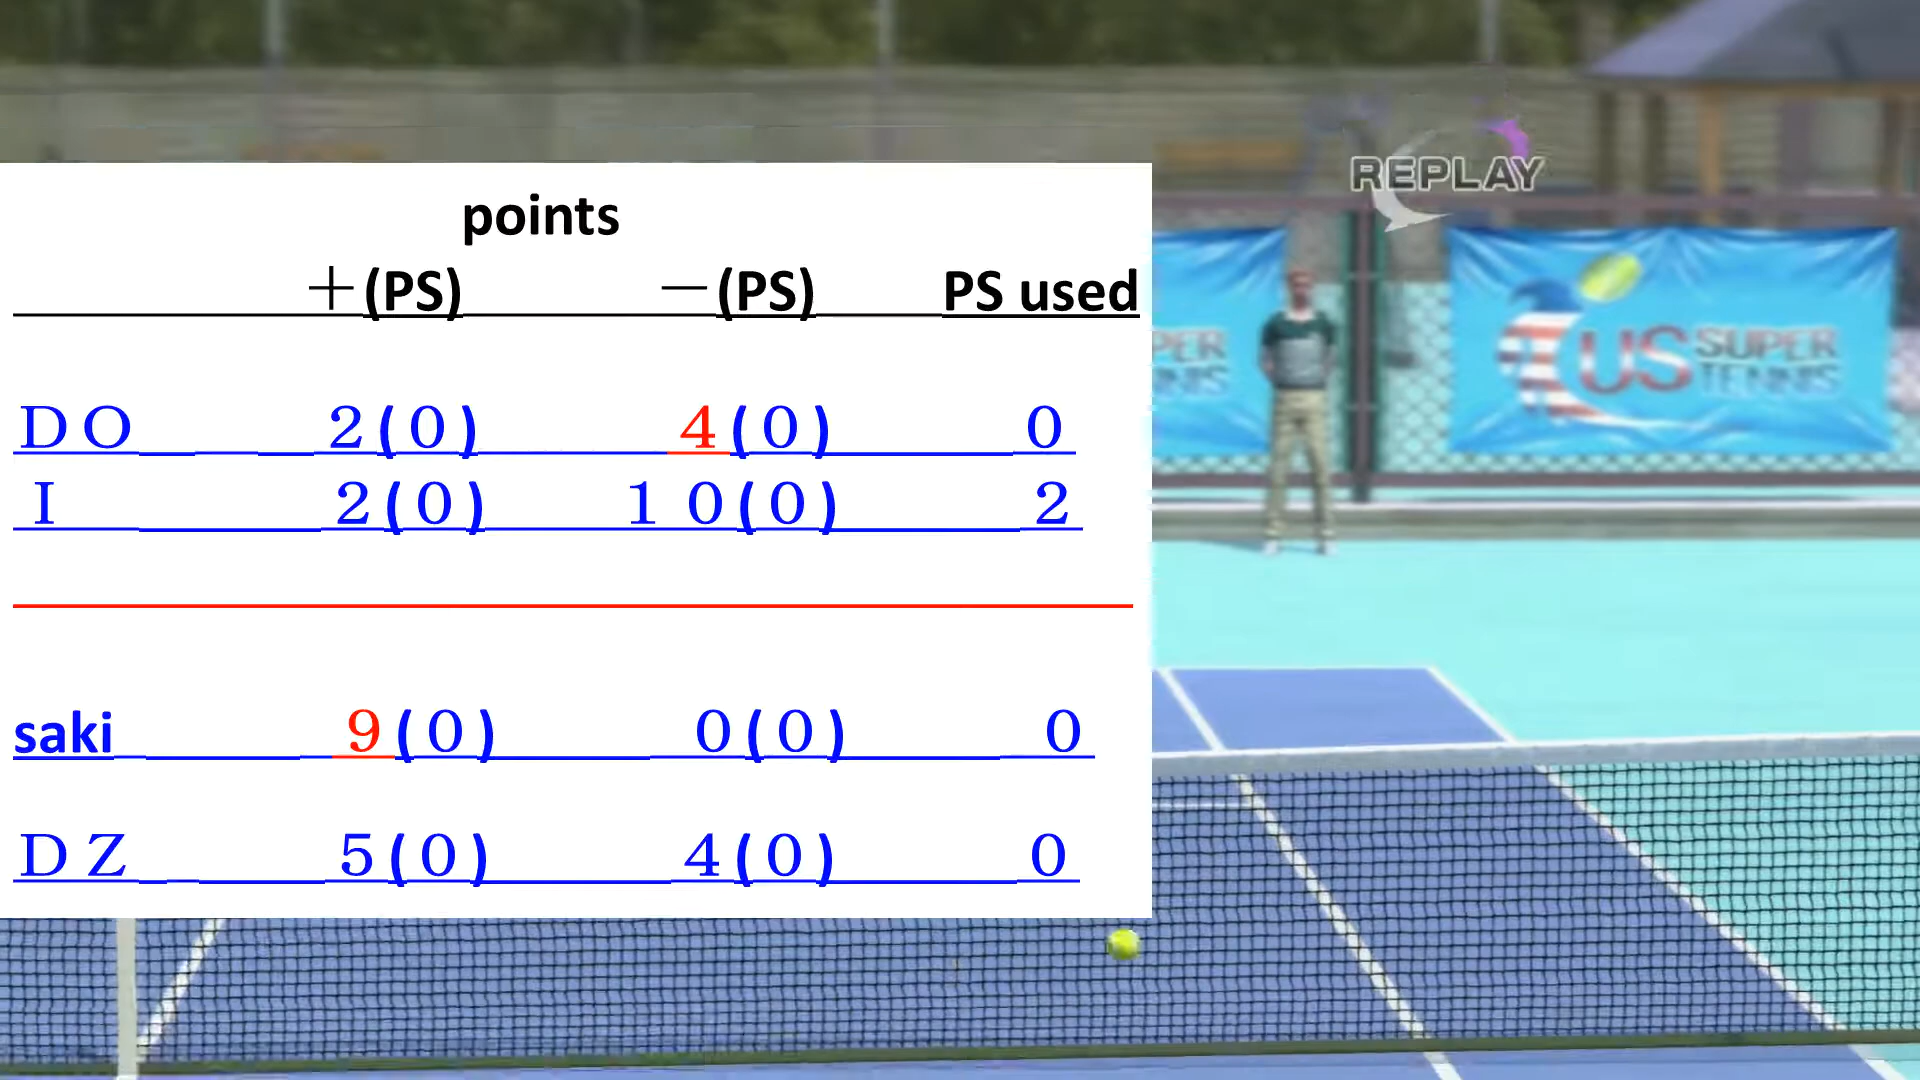 REPLAY
points
＋(PS) －(PS) PS used
ＤＯ ２(０) ４(０) ０
Ｉ ２(０) １０(０) ２
saki ９(０) ０(０) ０
ＤＺ ５(０) ４(０) ０
US SUPER TENNIS